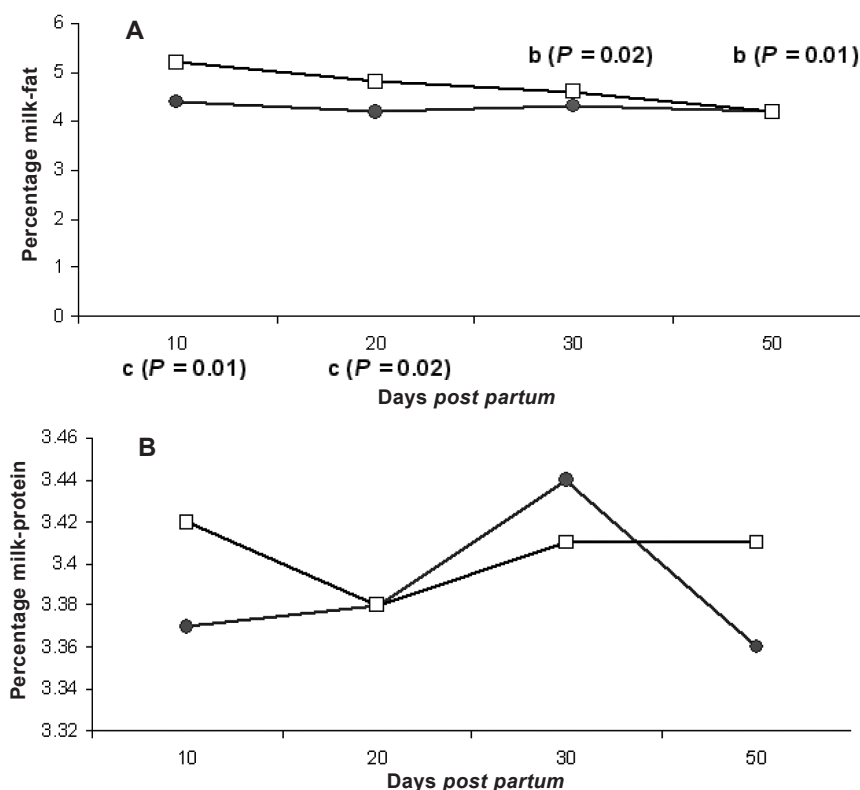 A
6
5
4
3
2
1
0
Percentage milk-fat
b (P = 0.02) b (P = 0.01)
10 20 30 50
c (P = 0.01) c (P = 0.02)
Days post partum
B
3.46
3.44
3.42
3.4
3.38
3.36
3.34
3.32
Percentage milk-protein
10 20 30 50
Days post partum